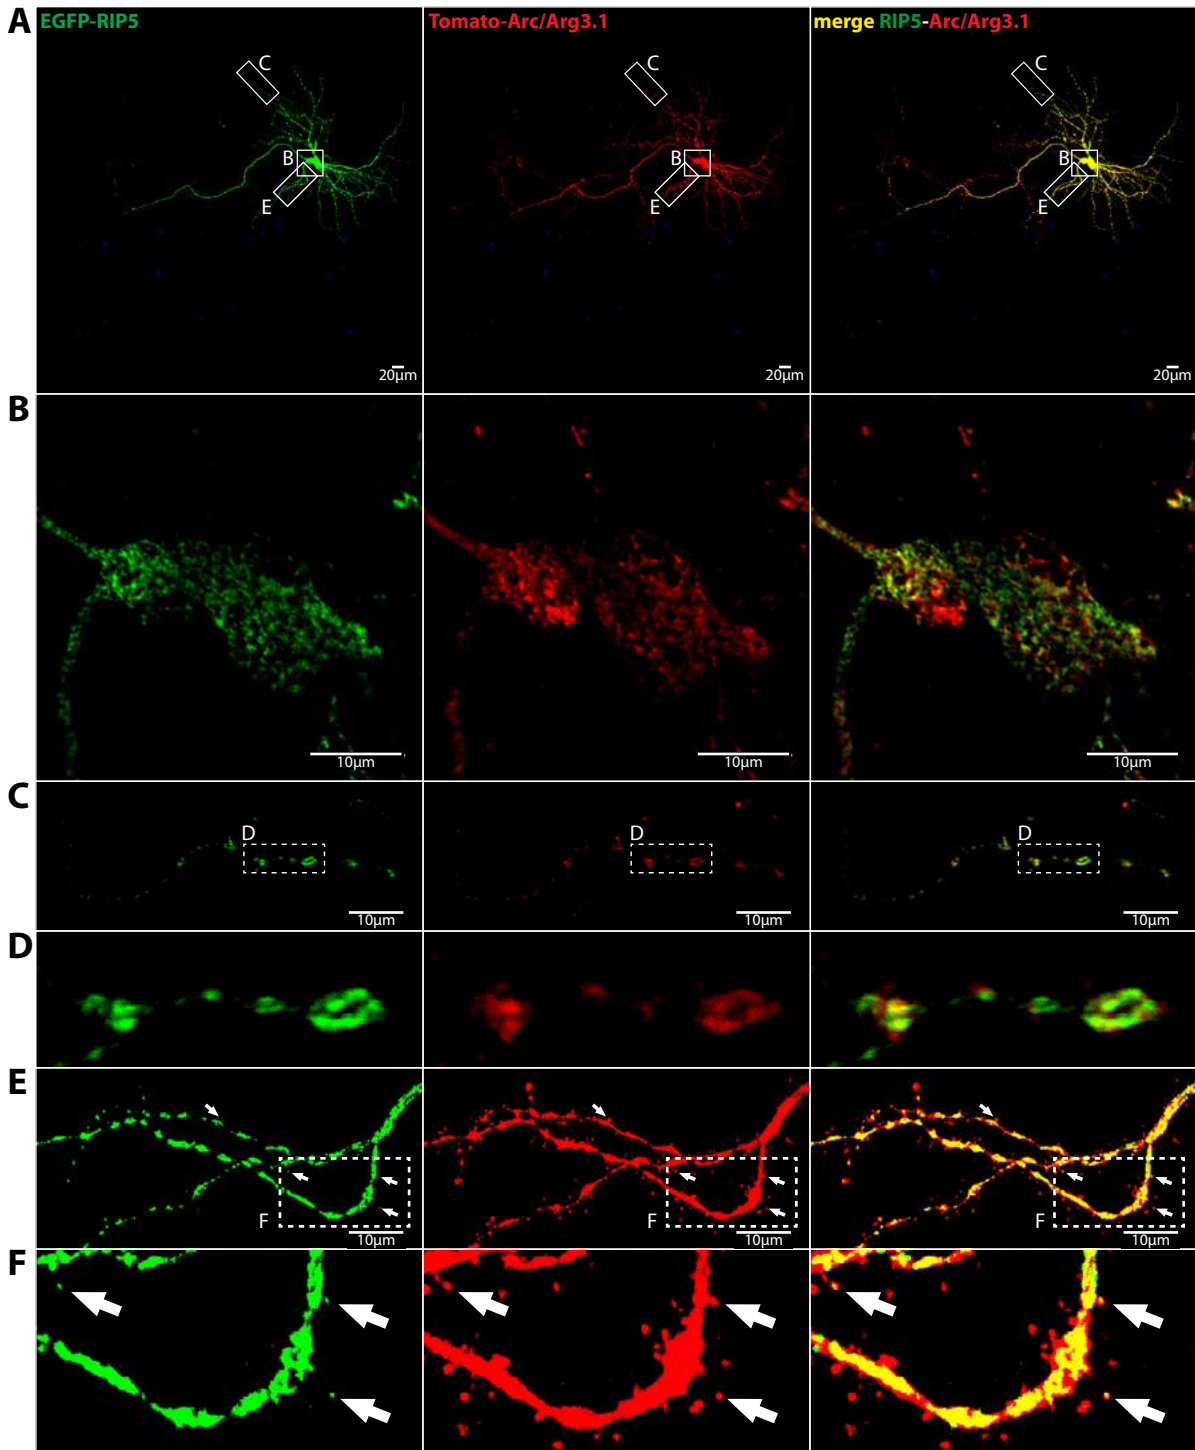 A EGFP-RIP5 Tomato-Arc/Arg3.1 merge RIP5-Arc/Arg3.1
C C C
B B B
E E E
20μm 20μm 20μm
B
10μm 10μm 10μm
C
D D D
10μm 10μm 10μm
D
E
F F F
10μm 10μm 10μm
F